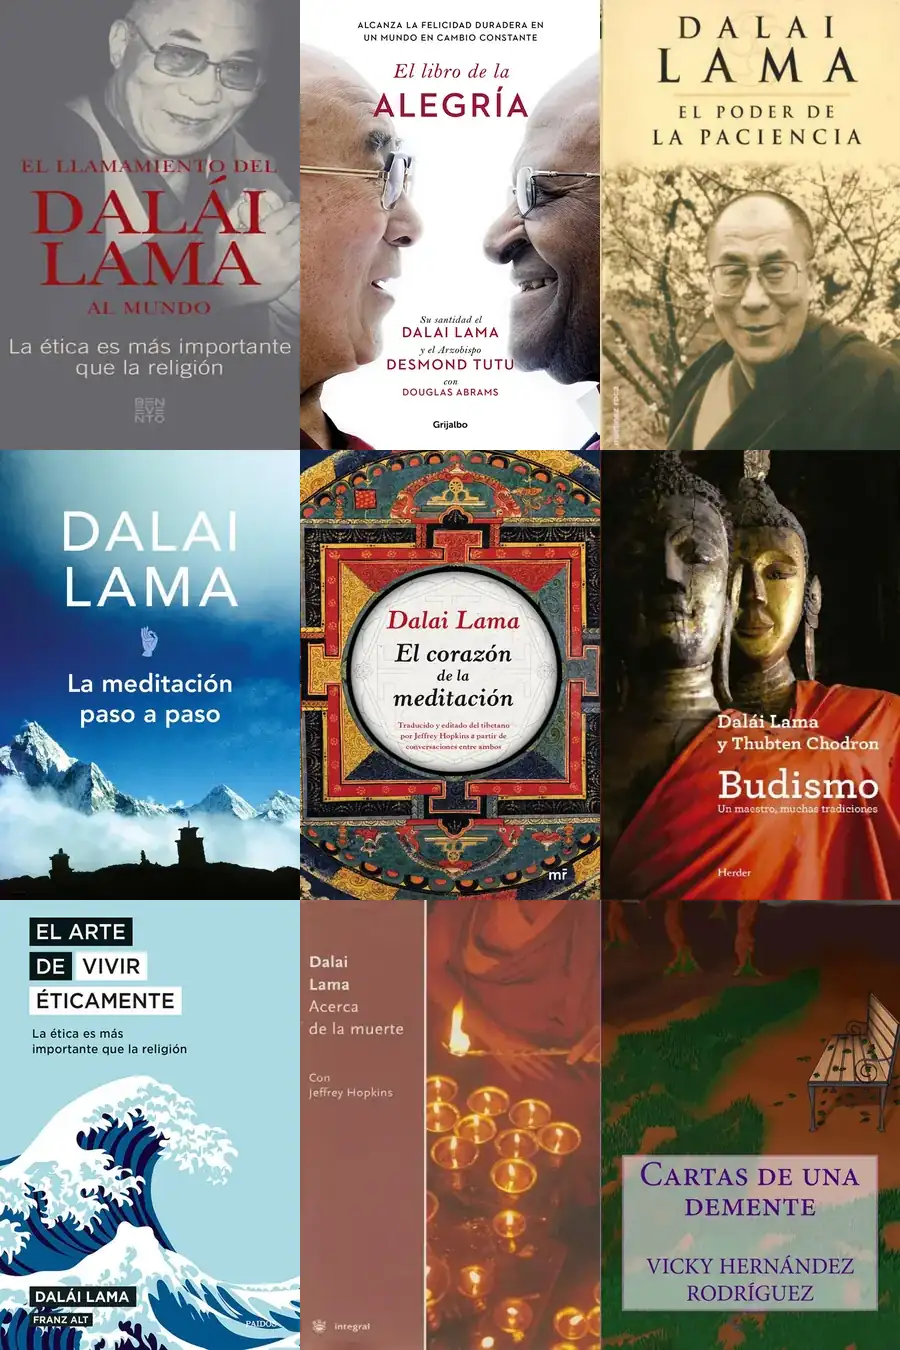 EL LLAMAMIENTO DEL
DALÁI
LAMA
AL MUNDO
La ética es más importante
que la religión
BEN
EVE
NTO
ALCANZA LA FELICIDAD DURADERA EN
UN MUNDO EN CAMBIO CONSTANTE
El libro de la
ALEGRÍA
Su santidad el
DALAI LAMA
y el Arzobispo
DESMOND TUTU
con
DOUGLAS ABRAMS
Grijalbo
DALAI
LAMA
EL PODER DE
LA PACIENCIA
DALAI
LAMA
La meditación
paso a paso
Dalai Lama
El corazón
de la
meditación
Traducido y editado del tibetano
por Jeffrey Hopkins a partir de
conversaciones entre ambos
mr
Dalái Lama
y Thubten Chodron
Budismo
Un maestro, muchas tradiciones
Herder
EL ARTE
DE VIVIR
ÉTICAMENTE
La ética es más
importante que la religión
DALÁI LAMA
FRANZ ALT
PAIDÓS
Dalai
Lama
Acerca
de la muerte
Con
Jeffrey Hopkins
integral
CARTAS DE UNA
DEMENTE
VICKY HERNÁNDEZ
RODRÍGUEZ